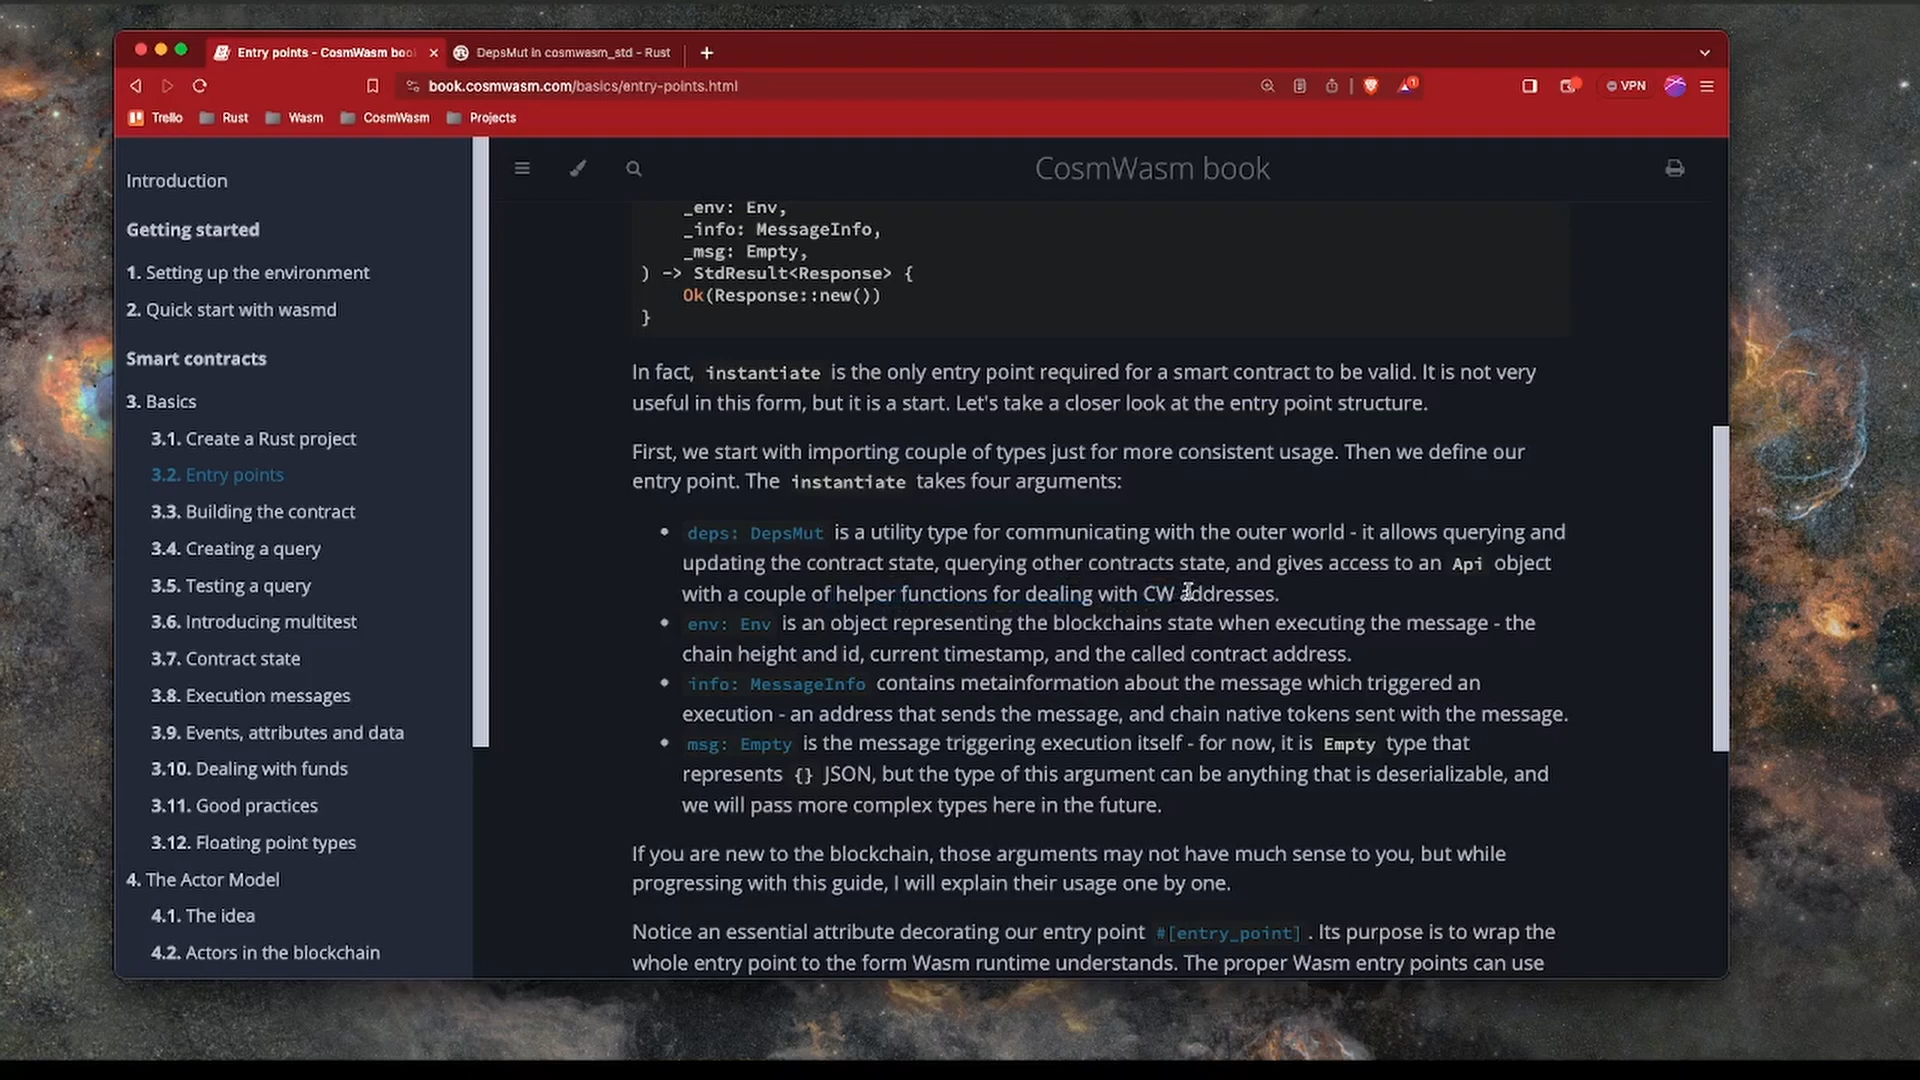 Entry points - CosmWasm boo
DepsMut in cosmwasm_std - Rust
book.cosmwasm.com/basics/entry-points.html
1
VPN
Trello
Rust
Wasm
CosmWasm
Projects
Introduction
Getting started
1. Setting up the environment
2. Quick start with wasmd
Smart contracts
3. Basics
3.1. Create a Rust project
3.2. Entry points
3.3. Building the contract
3.4. Creating a query
3.5. Testing a query
3.6. Introducing multitest
3.7. Contract state
3.8. Execution messages
3.9. Events, attributes and data
3.10. Dealing with funds
3.11. Good practices
3.12. Floating point types
4. The Actor Model
4.1. The idea
4.2. Actors in the blockchain
CosmWasm book
_env: Env,
_info: MessageInfo,
_msg: Empty,
) -> StdResult<Response> {
Ok(Response::new())
}
In fact, instantiate is the only entry point required for a smart contract to be valid. It is not very
useful in this form, but it is a start. Let's take a closer look at the entry point structure.
First, we start with importing couple of types just for more consistent usage. Then we define our
entry point. The instantiate takes four arguments:
• deps: DepsMut is a utility type for communicating with the outer world - it allows querying and
updating the contract state, querying other contracts state, and gives access to an Api object
with a couple of helper functions for dealing with CW addresses.
• env: Env is an object representing the blockchains state when executing the message - the
chain height and id, current timestamp, and the called contract address.
• info: MessageInfo contains metainformation about the message which triggered an
execution - an address that sends the message, and chain native tokens sent with the message.
• msg: Empty is the message triggering execution itself - for now, it is Empty type that
represents {} JSON, but the type of this argument can be anything that is deserializable, and
we will pass more complex types here in the future.
If you are new to the blockchain, those arguments may not have much sense to you, but while
progressing with this guide, I will explain their usage one by one.
Notice an essential attribute decorating our entry point #[entry_point]. Its purpose is to wrap the
whole entry point to the form Wasm runtime understands. The proper Wasm entry points can use